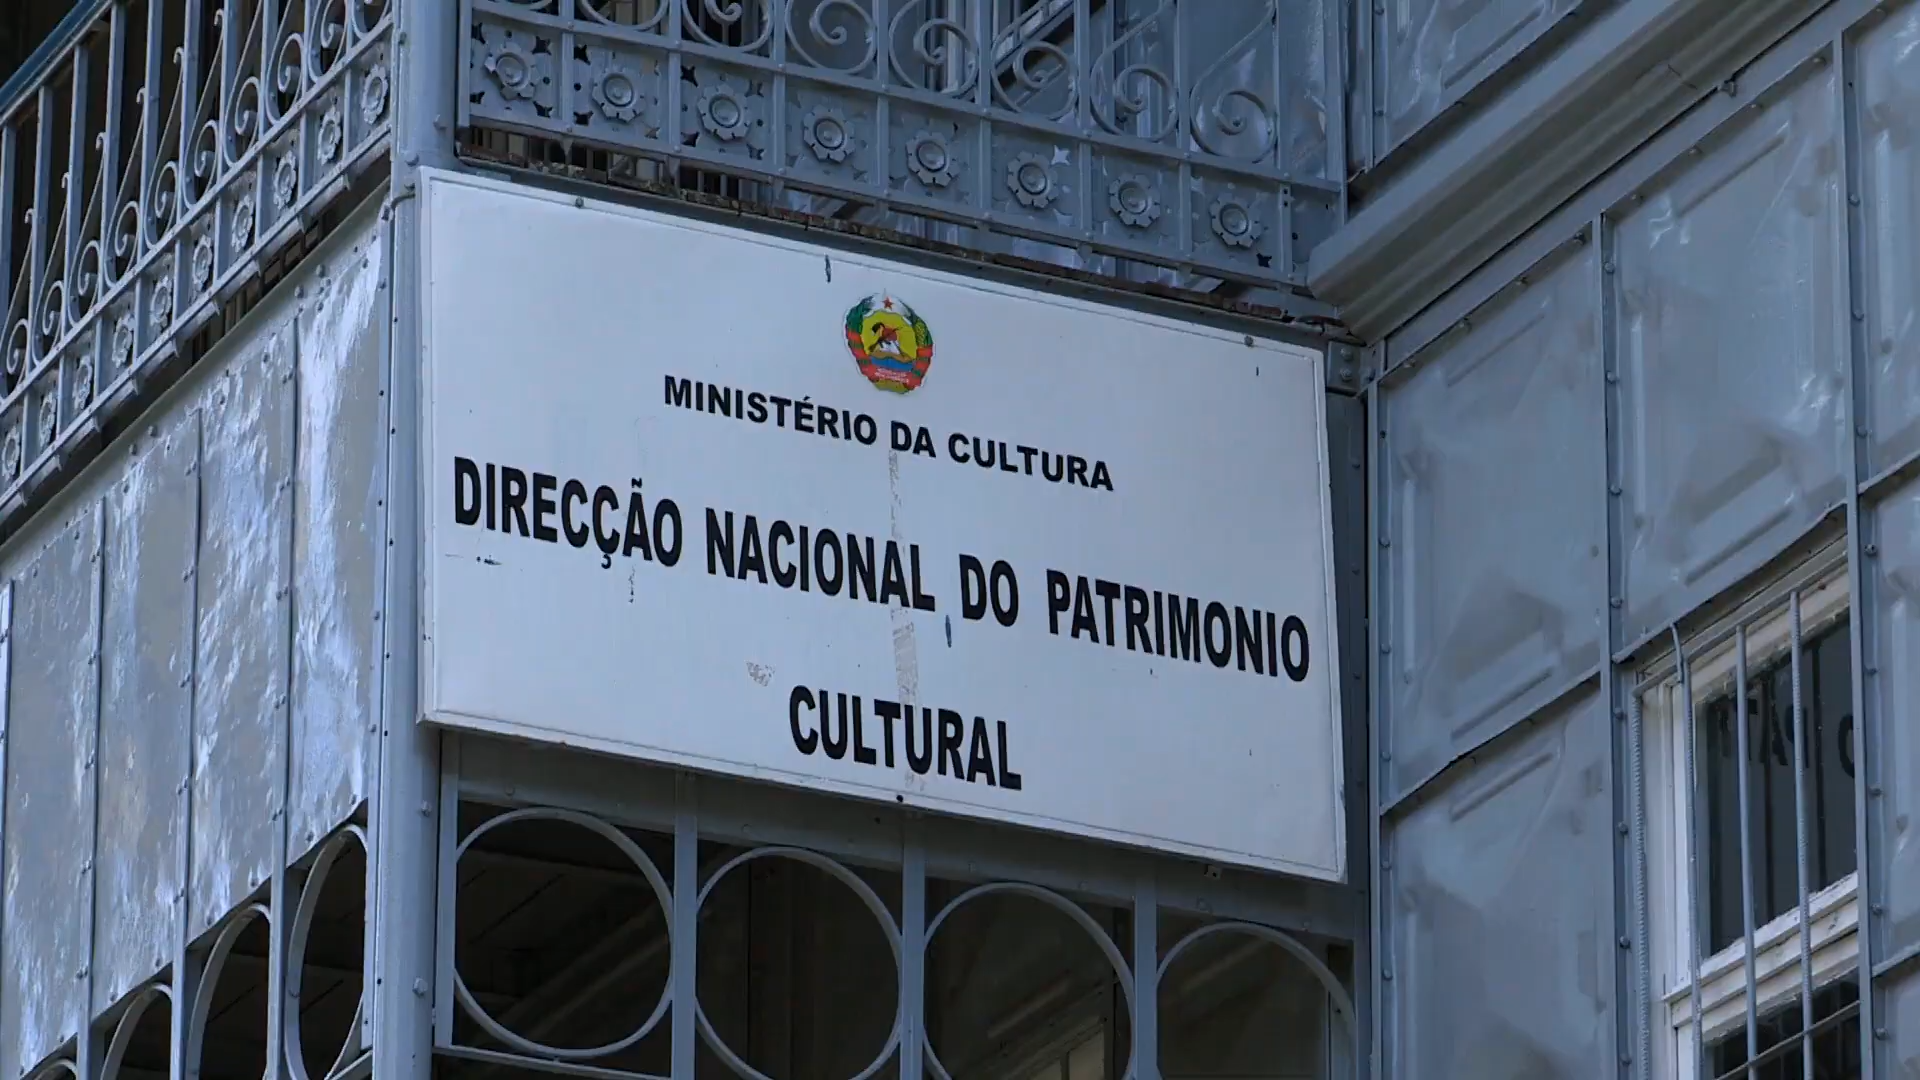 MINISTÉRIO DA CULTURA
DIRECÇÃO NACIONAL DO PATRIMONIO
CULTURAL